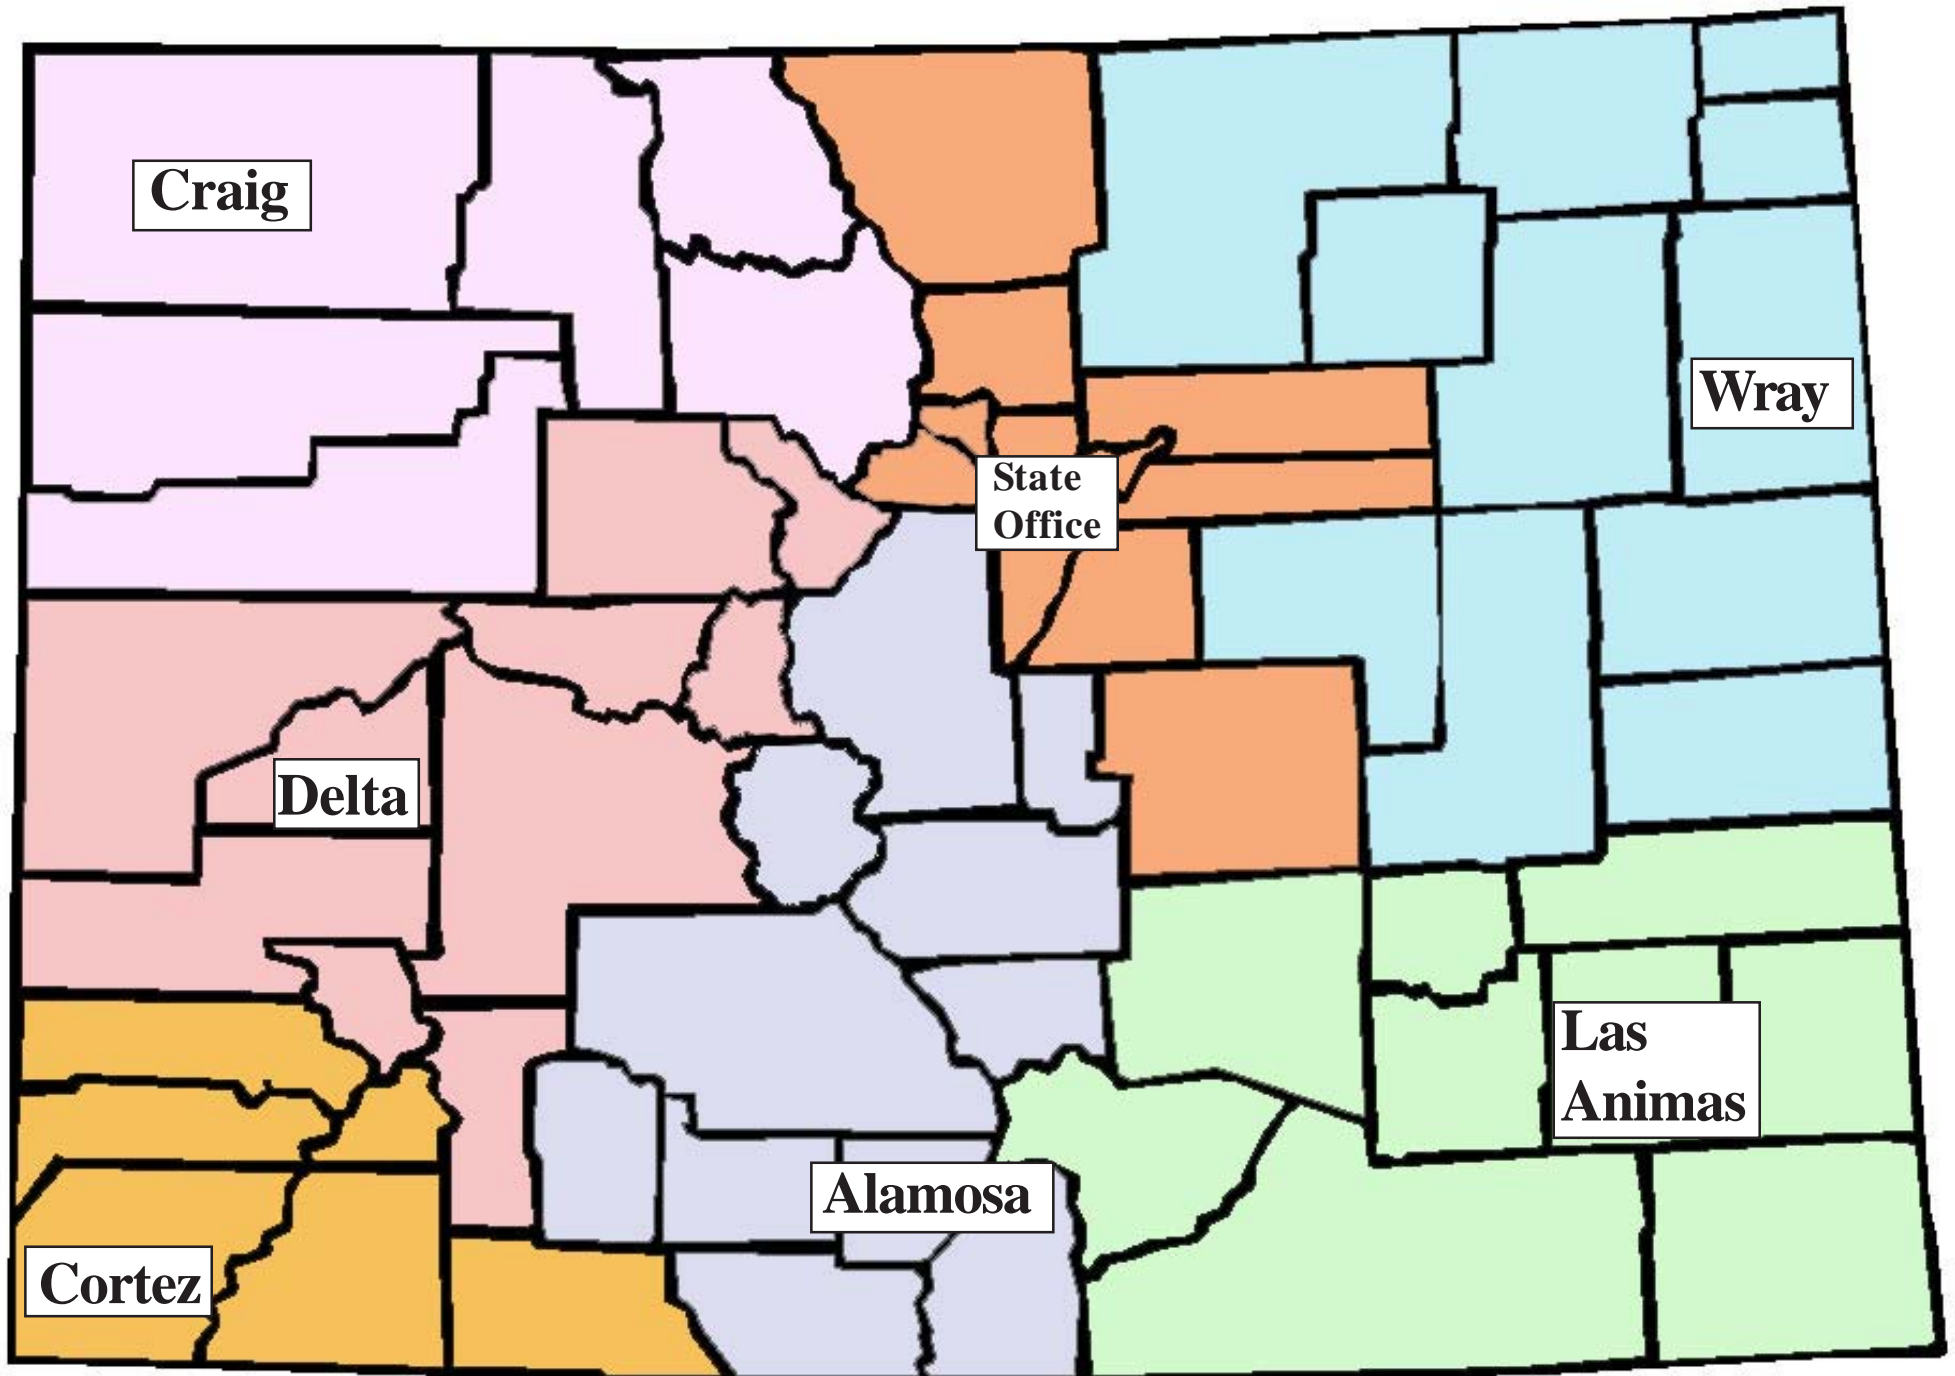 Craig
Wray
State
Office
Delta
Las
Animas
Alamosa
Cortez